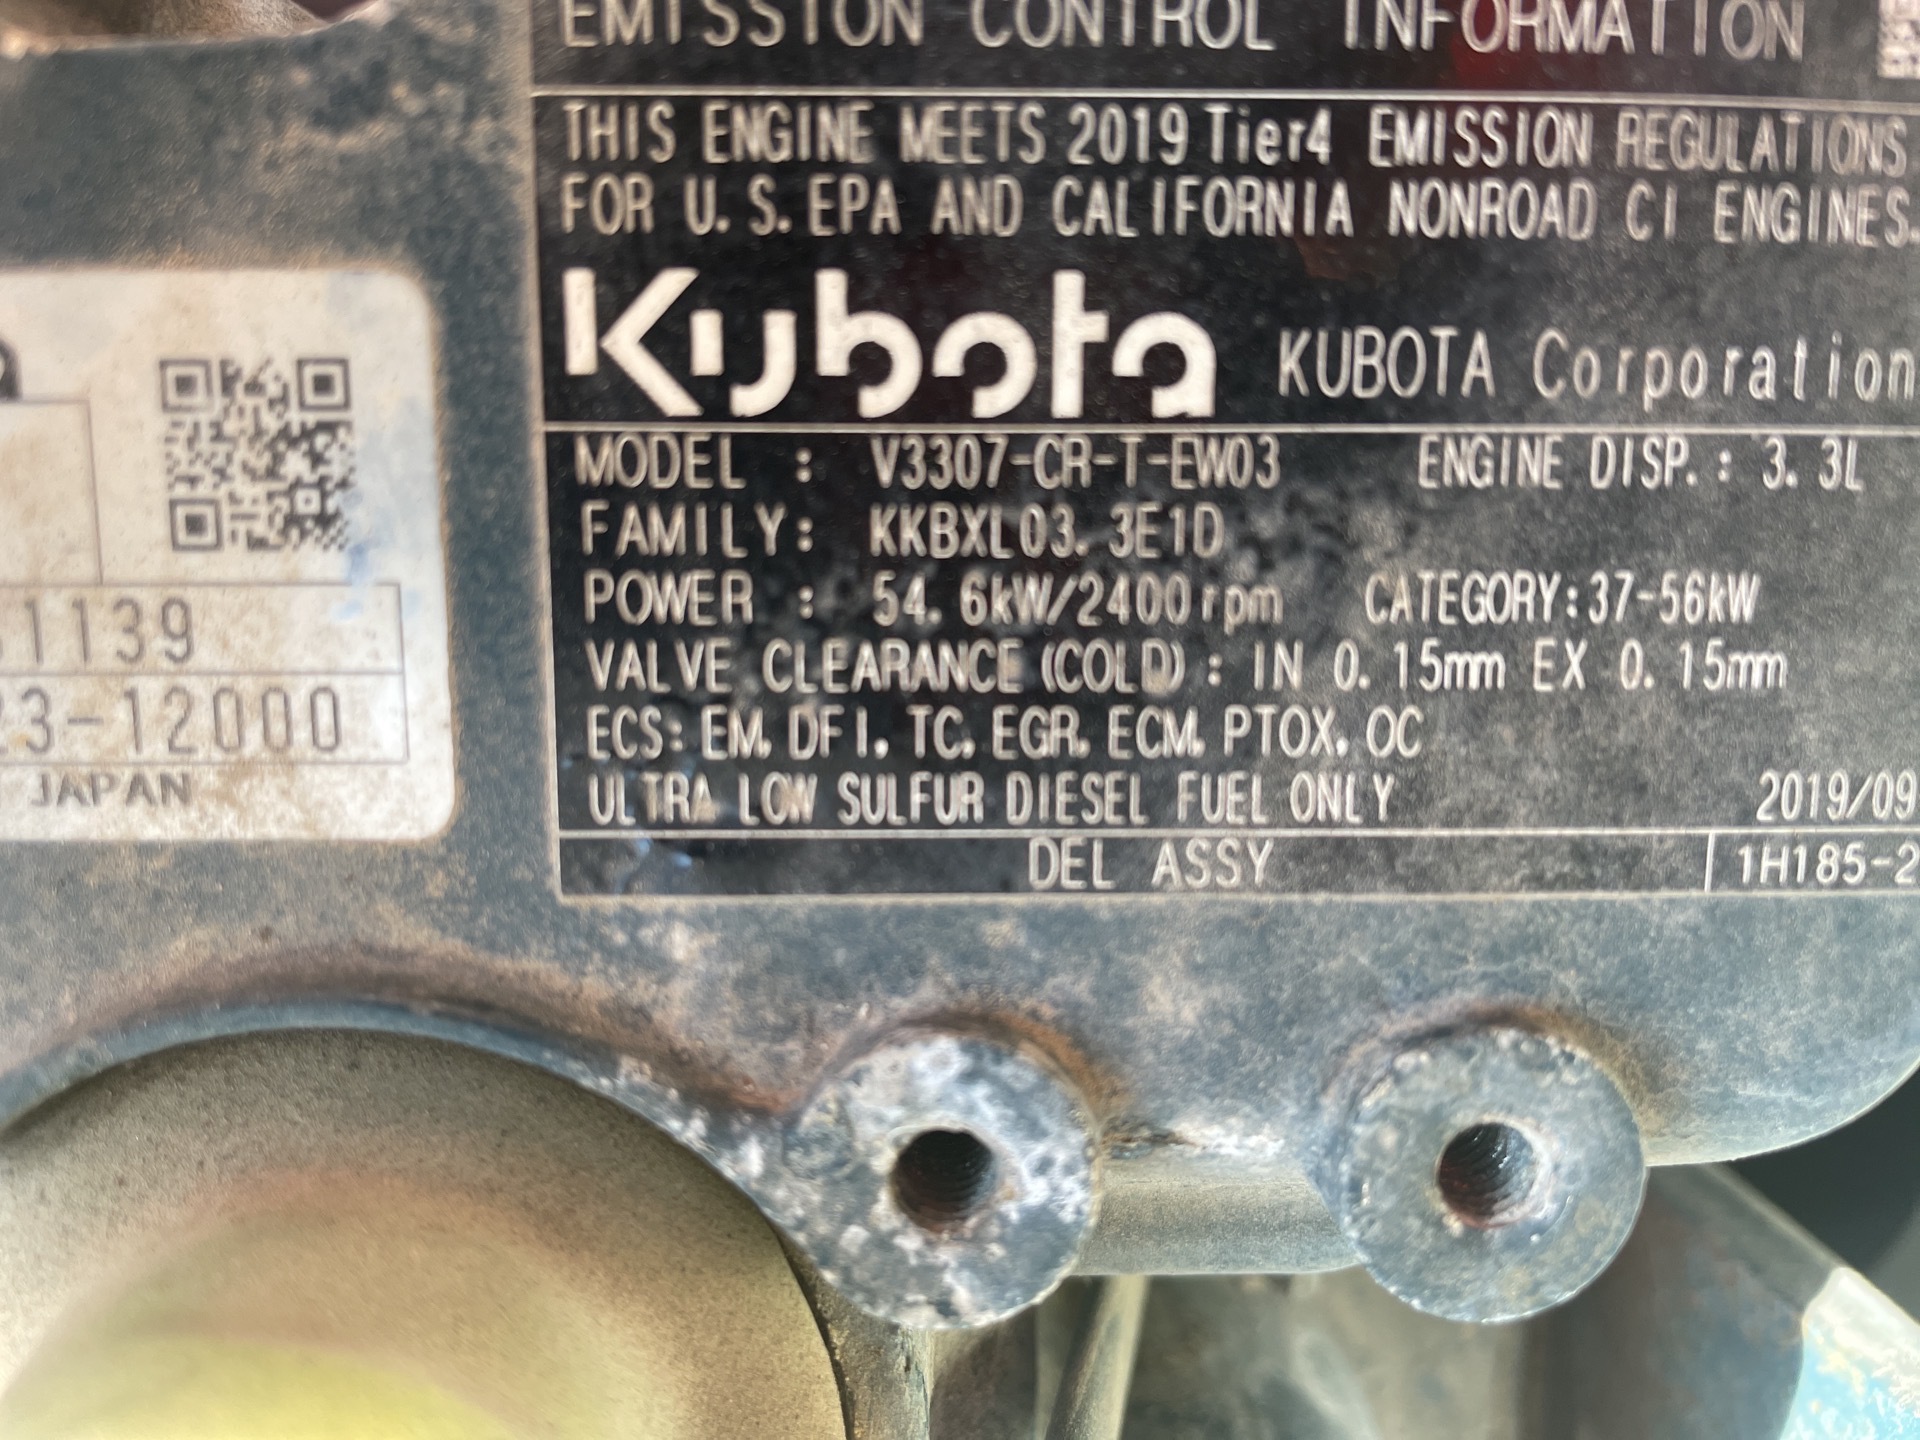 EMISSION CONTROL INFORMATION
THIS ENGINE MEETS 2019 Tier4 EMISSION REGULATIONS
FOR U.S. EPA AND CALIFORNIA NONROAD CI ENGINES.
Kubota KUBOTA Corporation
MODEL : V3307-CR-T-EW03 ENGINE DISP.: 3.3L
FAMILY: KKBXL03.3E1D
POWER : 54.6kW/2400rpm CATEGORY:37-56kW
VALVE CLEARANCE (COLD) : IN 0.15mm EX 0.15mm
ECS: EM, DFI, TC, EGR, ECM, PTOX, OC
ULTRA LOW SULFUR DIESEL FUEL ONLY 2019/09
DEL ASSY 1H185-2
1139
23-12000
JAPAN